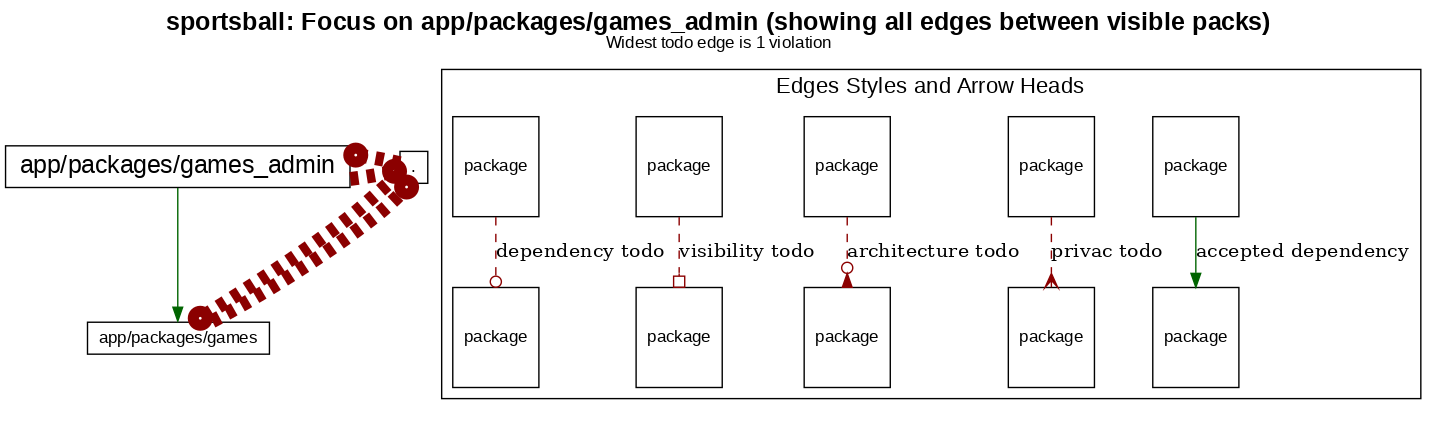 sportsball: Focus on app/packages/games_admin (showing all edges between visible packs)
Widest todo edge is 1 violation
Edges Styles and Arrow Heads
package
package
package
package
package
app/packages/games_admin
.
dependency todo
visibility todo
architecture todo
privac todo
accepted dependency
app/packages/games
package
package
package
package
package